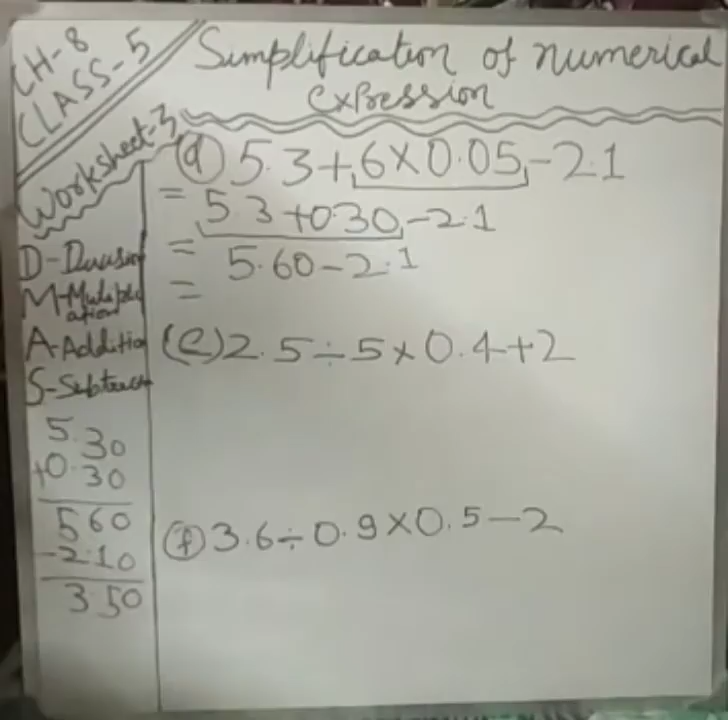 CH-8
CLASS-5
Simplification of numerical
Expression
Worksheet-3
(d) 5.3+6×0.05-2.1
= 5.3+0.30-2.1
= 5.60-2.1
=
D-Division
M-Multiplication
A-Addition
S-Subtract
(e) 2.5÷5×0.4+2
5.30
+0.30
5 60
-2.10
3.50
(f) 3.6÷0.9×0.5-2